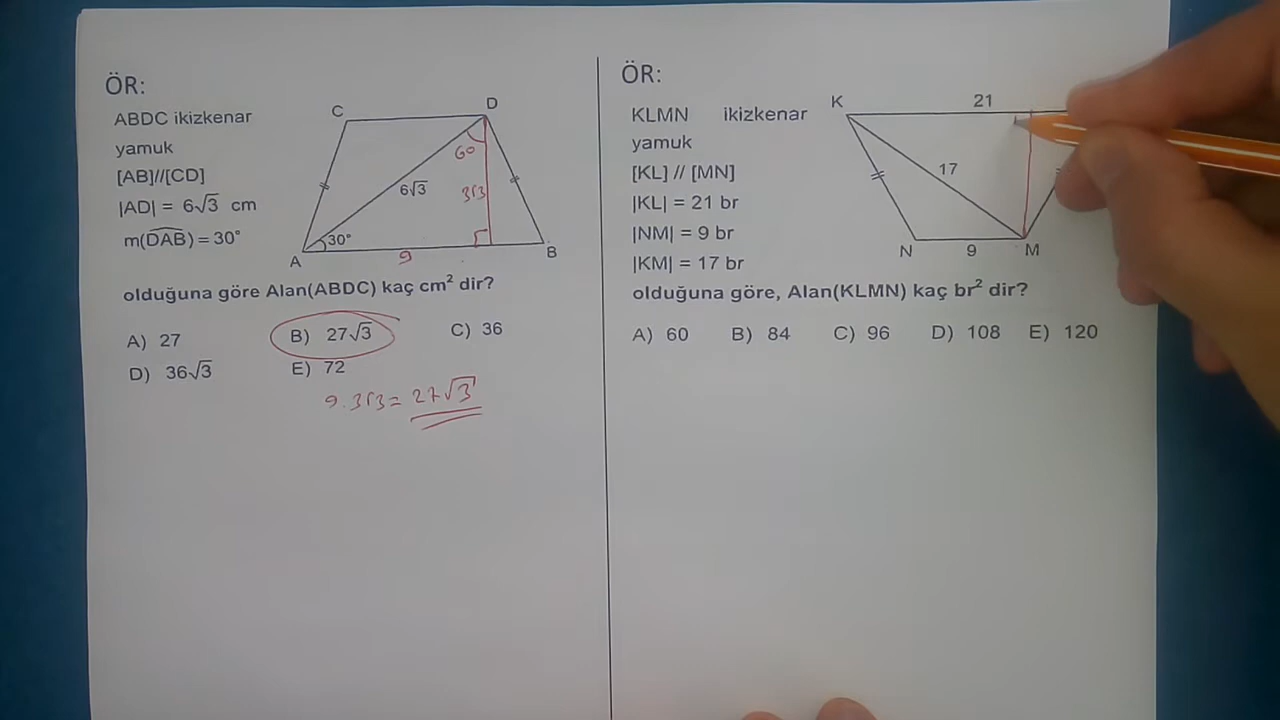 ÖR:
ABDC ikizkenar
yamuk
[AB]//[CD]
|AD| = 6√3 cm
m(DAB) = 30°
C
D
60
6√3
3√3
30°
A
9
B
olduğuna göre Alan(ABDC) kaç cm² dir?
A) 27
B) 27√3
C) 36
D) 36√3
E) 72
9.3√3 = 27√3
ÖR:
KLMN ikizkenar
yamuk
[KL] // [MN]
|KL| = 21 br
|NM| = 9 br
|KM| = 17 br
K
21
17
N
9
M
olduğuna göre, Alan(KLMN) kaç br² dir?
A) 60 B) 84 C) 96 D) 108 E) 120